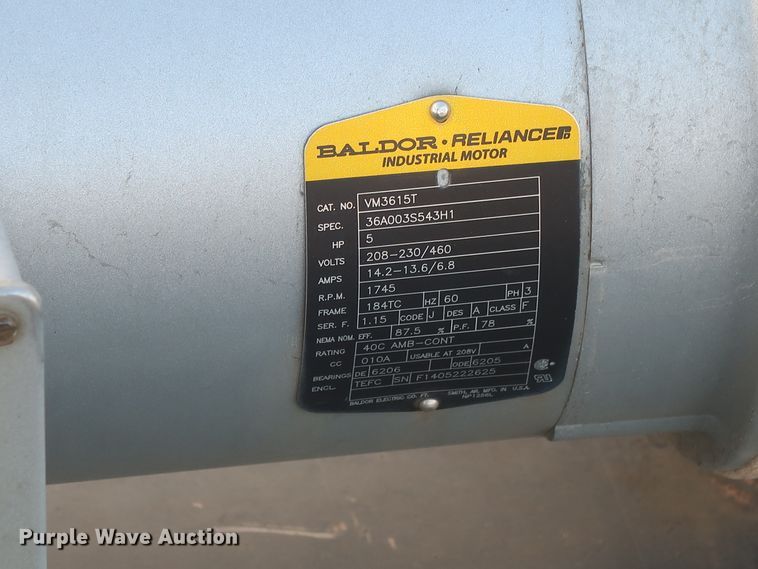 BALDOR · RELIANCE
INDUSTRIAL MOTOR
CAT. NO. VM3615T
SPEC. 36A003S543H1
HP 5
VOLTS 208-230/460
AMPS 14.2-13.6/6.8
R.P.M. 1745
FRAME 184TC HZ 60 PH 3
SER. F. 1.15 CODE J DES A CLASS F
NEMA NOM. EFF. 87.5 % P.F. 78 %
RATING 40C AMB-CONT
CC 010A USABLE AT 208V A
BEARINGS DE 6206 ODE 6205
ENCL. TEFC SN F1405222625
BALDOR ELECTRIC CO. FT. SMITH, AR. MFG. IN U.S.A.
NP1256L
Purple Wave Auction